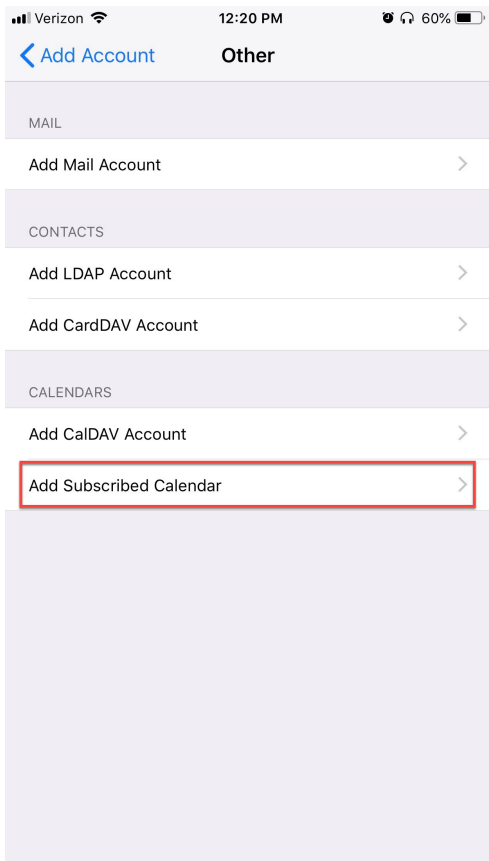 Verizon 12:20 PM 60%
Add Account Other
MAIL
Add Mail Account
CONTACTS
Add LDAP Account
Add CardDAV Account
CALENDARS
Add CalDAV Account
Add Subscribed Calendar